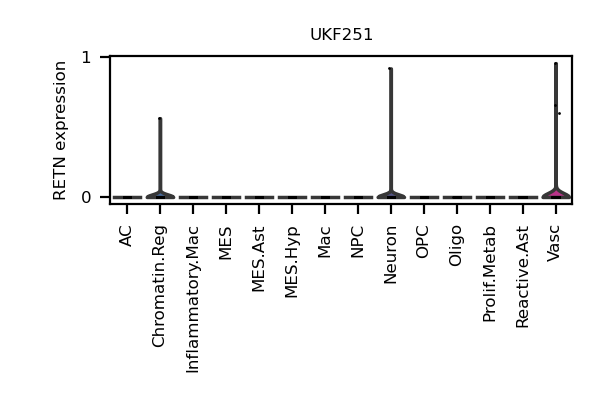 UKF251
RETN expression
1
0
AC
Chromatin.Reg
Inflammatory.Mac
MES
MES.Ast
MES.Hyp
Mac
NPC
Neuron
OPC
Oligo
Prolif.Metab
Reactive.Ast
Vasc